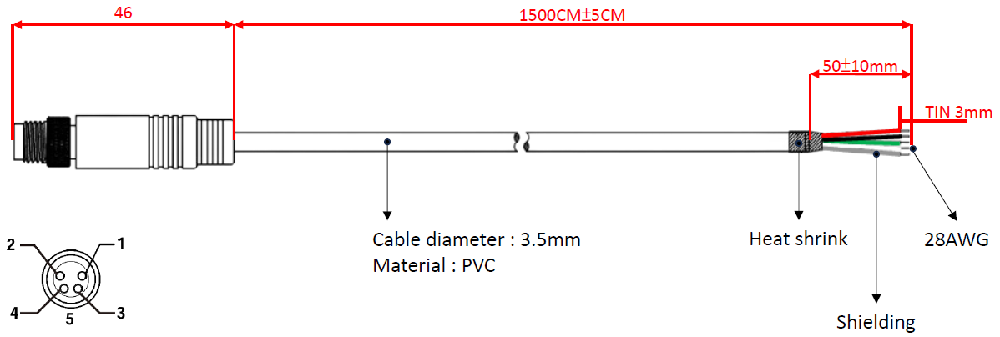 46
1500CM±5CM
50±10mm
TIN 3mm
Cable diameter : 3.5mm
Material : PVC
Heat shrink
28AWG
Shielding
2 1
4 5 3